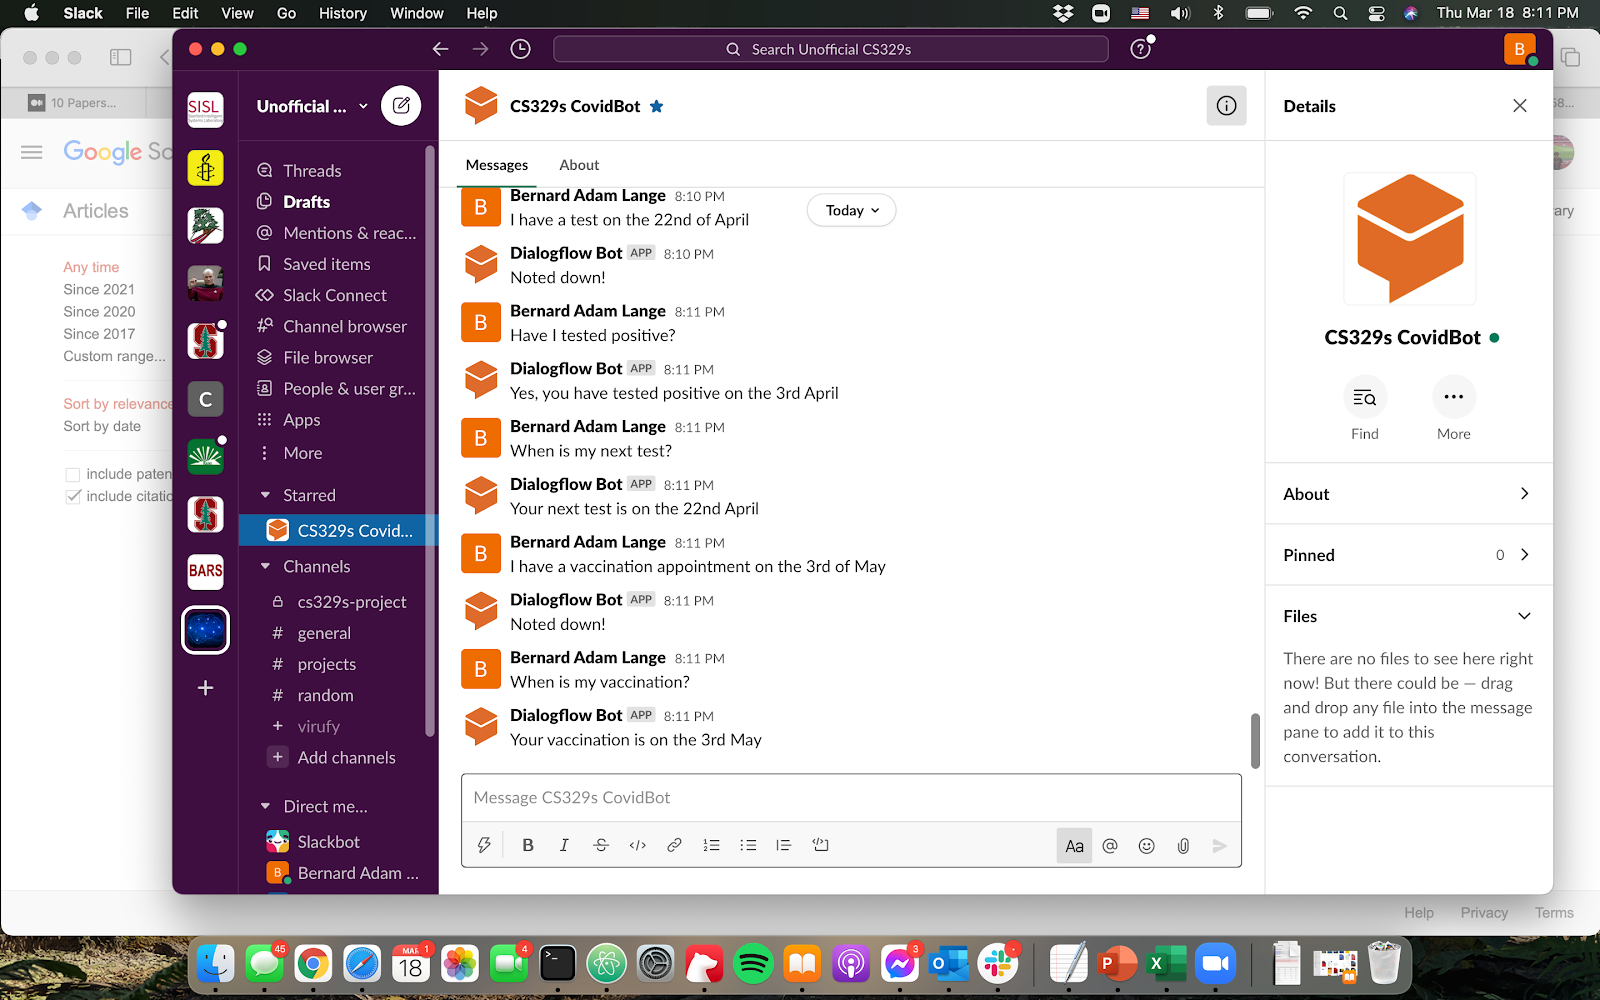 Slack File Edit View Go History Window Help
Thu Mar 18 8:11 PM
10 Papers...
58...
Search Unofficial CS329s
B
Google Sc
Articles
ary
Any time
Since 2021
Since 2020
Since 2017
Custom range...
Sort by relevance
Sort by date
include paten
include citatic
SISL
C
BARS
Unofficial ...
Threads
Drafts
Mentions & reac...
Saved items
Slack Connect
Channel browser
File browser
People & user gr...
Apps
More
Starred
CS329s Covid...
Channels
cs329s-project
# general
# projects
# random
+ virufy
+ Add channels
Direct me...
Slackbot
B Bernard Adam ...
CS329s CovidBot
Messages About
Today
B Bernard Adam Lange 8:10 PM
I have a test on the 22nd of April
Dialogflow Bot APP 8:10 PM
Noted down!
B Bernard Adam Lange 8:11 PM
Have I tested positive?
Dialogflow Bot APP 8:11 PM
Yes, you have tested positive on the 3rd April
B Bernard Adam Lange 8:11 PM
When is my next test?
Dialogflow Bot APP 8:11 PM
Your next test is on the 22nd April
B Bernard Adam Lange 8:11 PM
I have a vaccination appointment on the 3rd of May
Dialogflow Bot APP 8:11 PM
Noted down!
B Bernard Adam Lange 8:11 PM
When is my vaccination?
Dialogflow Bot APP 8:11 PM
Your vaccination is on the 3rd May
Message CS329s CovidBot
B I S </> Aa @
Details
CS329s CovidBot
Find More
About
Pinned 0
Files
There are no files to see here right
now! But there could be — drag
and drop any file into the message
pane to add it to this
conversation.
Help Privacy Terms
45 MAR 1 18 4 3
P X